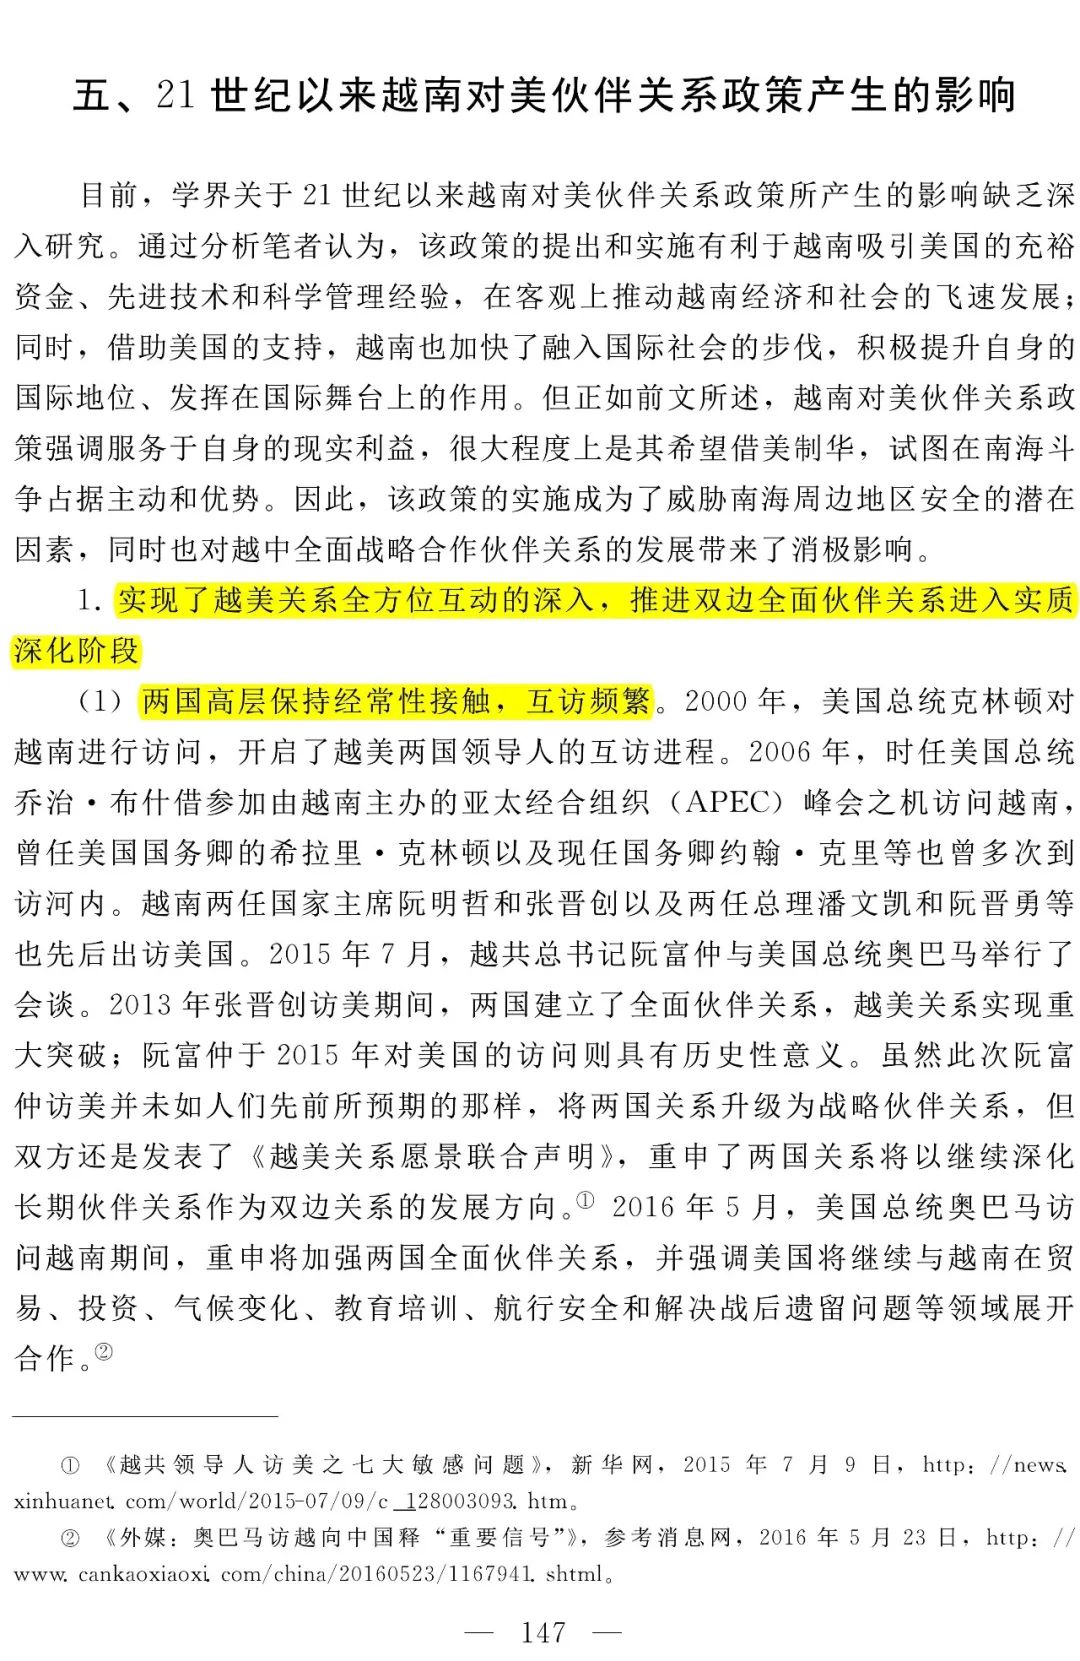 五、21世纪以来越南对美伙伴关系政策产生的影响
目前，学界关于21世纪以来越南对美伙伴关系政策所产生的影响缺乏深
入研究。通过分析笔者认为，该政策的提出和实施有利于越南吸引美国的充裕
资金、先进技术和科学管理经验，在客观上推动越南经济和社会的飞速发展；
同时，借助美国的支持，越南也加快了融入国际社会的步伐，积极提升自身的
国际地位、发挥在国际舞台上的作用。但正如前文所述，越南对美伙伴关系政
策强调服务于自身的现实利益，很大程度上是其希望借美制华，试图在南海斗
争占据主动和优势。因此，该政策的实施成为了威胁南海周边地区安全的潜在
因素，同时也对越中全面战略合作伙伴关系的发展带来了消极影响。
1. 实现了越美关系全方位互动的深入，推进双边全面伙伴关系进入实质
深化阶段
（1）两国高层保持经常性接触，互访频繁。2000年，美国总统克林顿对
越南进行访问，开启了越美两国领导人的互访进程。2006年，时任美国总统
乔治·布什借参加由越南主办的亚太经合组织（APEC）峰会之机访问越南，
曾任美国国务卿的希拉里·克林顿以及现任国务卿约翰·克里等也曾多次到
访河内。越南两任国家主席阮明哲和张晋创以及两任总理潘文凯和阮晋勇等
也先后出访美国。2015年7月，越共总书记阮富仲与美国总统奥巴马举行了
会谈。2013年张晋创访美期间，两国建立了全面伙伴关系，越美关系实现重
大突破；阮富仲于2015年对美国的访问则具有历史性意义。虽然此次阮富
仲访美并未如人们先前所预期的那样，将两国关系升级为战略伙伴关系，但
双方还是发表了《越美关系愿景联合声明》，重申了两国关系将以继续深化
长期伙伴关系作为双边关系的发展方向。① 2016年5月，美国总统奥巴马访
问越南期间，重申将加强两国全面伙伴关系，并强调美国将继续与越南在贸
易、投资、气候变化、教育培训、航行安全和解决战后遗留问题等领域展开
合作。②
① 《越共领导人访美之七大敏感问题》，新华网，2015年7月9日，http：//news.
xinhuanet. com/world/2015-07/09/c_128003093. htm。
② 《外媒：奥巴马访越向中国释“重要信号”》，参考消息网，2016年5月23日，http：//
www. cankaoxiaoxi. com/china/20160523/1167941. shtml。
— 147 —